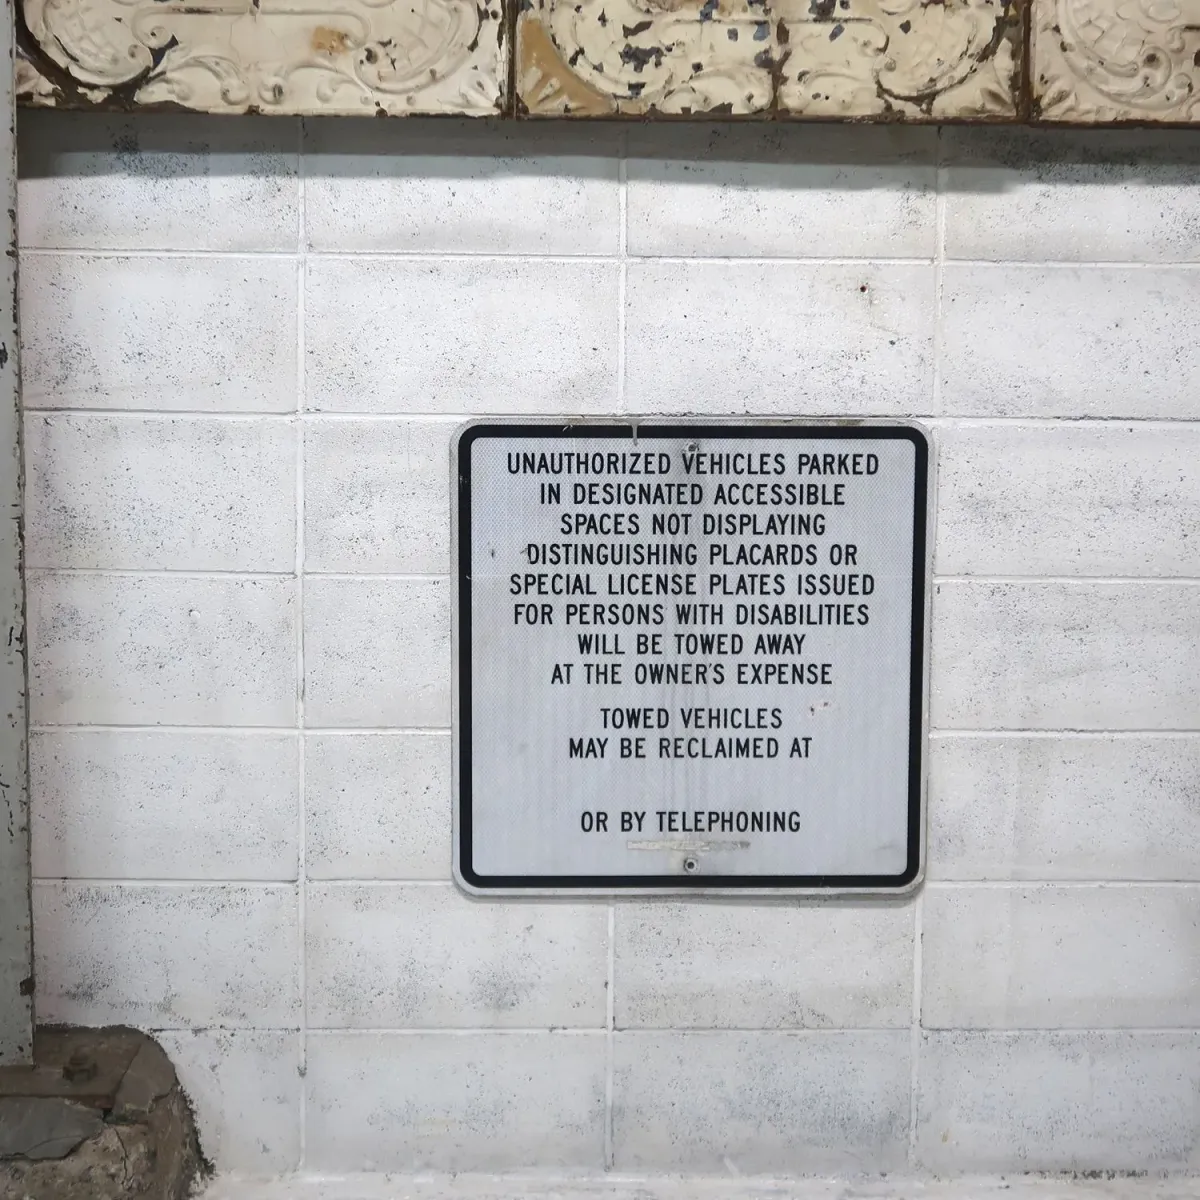 UNAUTHORIZED VEHICLES PARKED
IN DESIGNATED ACCESSIBLE
SPACES NOT DISPLAYING
DISTINGUISHING PLACARDS OR
SPECIAL LICENSE PLATES ISSUED
FOR PERSONS WITH DISABILITIES
WILL BE TOWED AWAY
AT THE OWNER'S EXPENSE
TOWED VEHICLES
MAY BE RECLAIMED AT
OR BY TELEPHONING